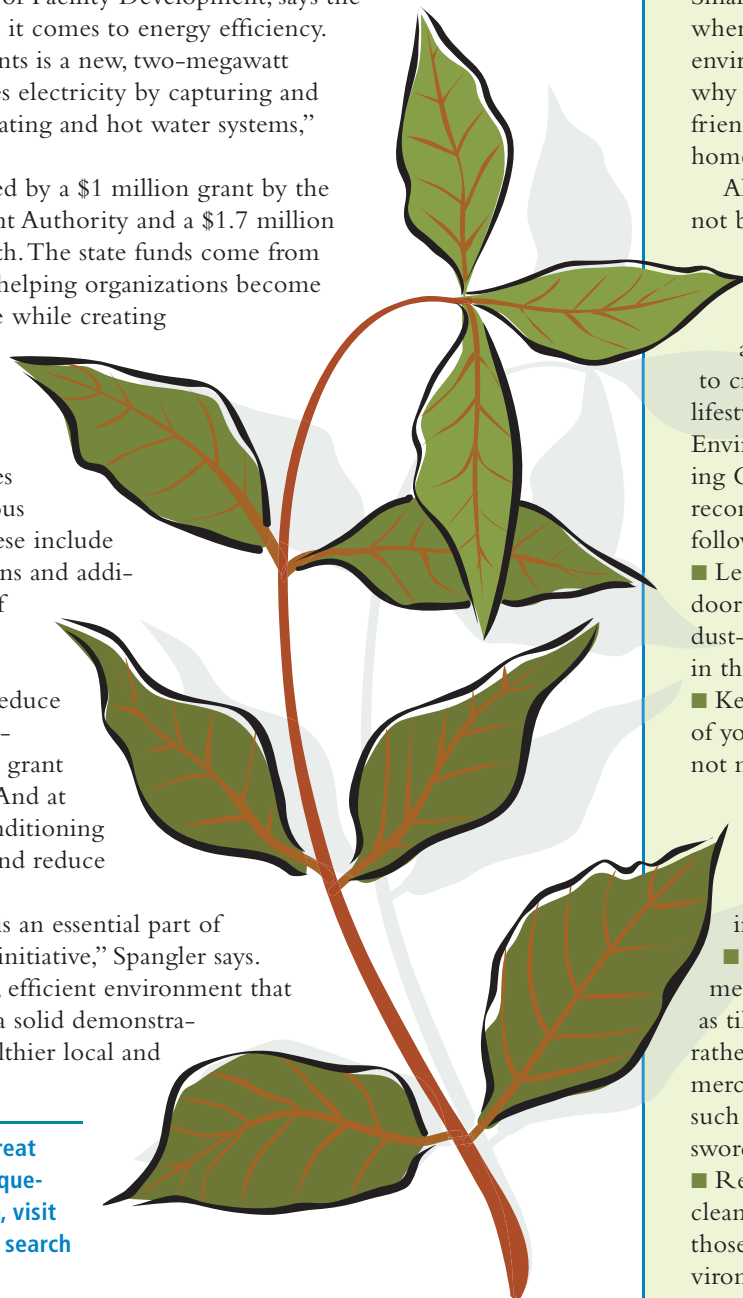 of Facility Development, says the
it comes to energy efficiency.
nts is a new, two-megawatt
es electricity by capturing and
ating and hot water systems,”
ed by a $1 million grant by the
nt Authority and a $1.7 million
th. The state funds come from
helping organizations become
e while creating
es
ous
ese include
ns and addi-
f
educe
-
grant
And at
nditioning
nd reduce
is an essential part of
initiative,” Spangler says.
, efficient environment that
a solid demonstra-
lthier local and
reat
que-
, visit
search
when
envir
why
frien
home
Al
not b
a
to cr
lifest
Envir
ing C
recon
follow
■ Le
door
dust-
in th
■ Ke
of yo
not n
i
■
me
as til
rathe
merc
such
swor
■ Re
clean
those
viron